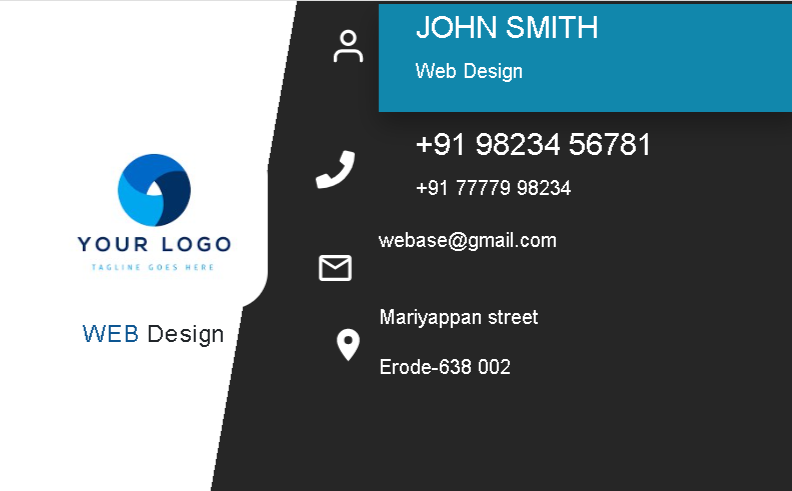 JOHN SMITH
Web Design
+91 98234 56781
+91 77779 98234
webase@gmail.com
Mariyappan street
Erode-638 002
YOUR LOGO
TAGLINE GOES HERE
WEB Design